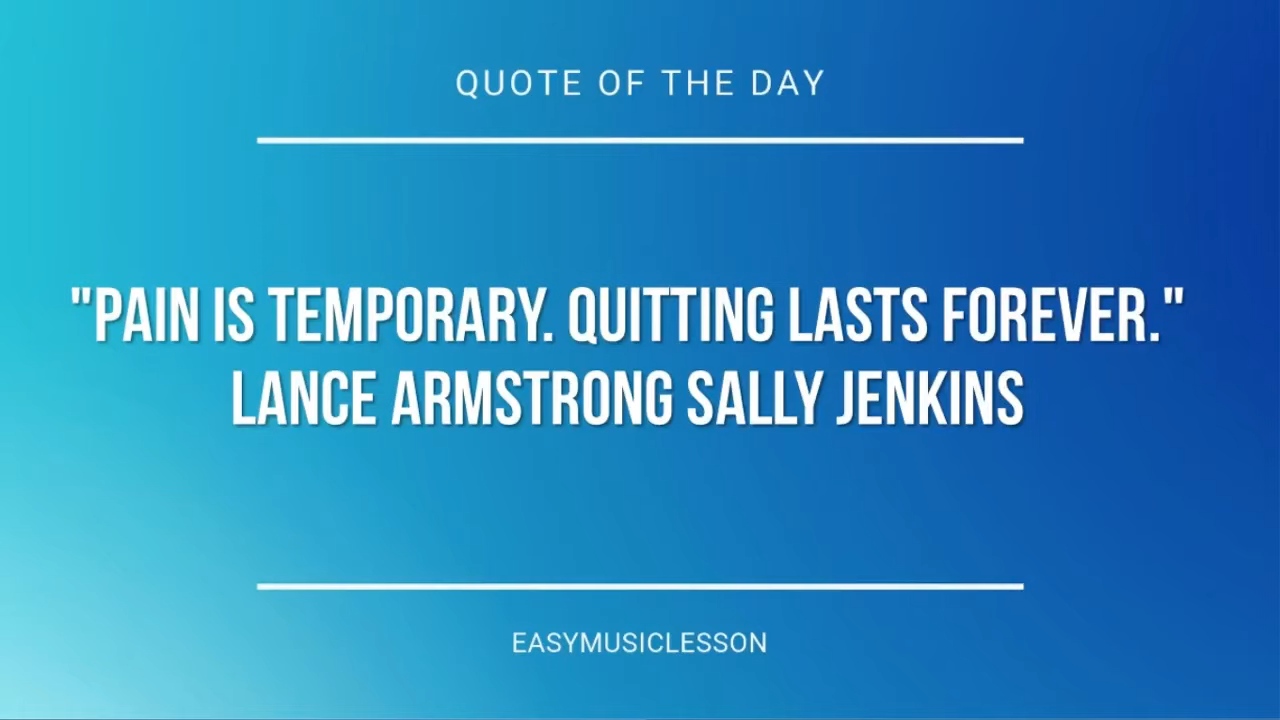 QUOTE OF THE DAY
"PAIN IS TEMPORARY. QUITTING LASTS FOREVER."
LANCE ARMSTRONG SALLY JENKINS
EASYMUSICLESSON